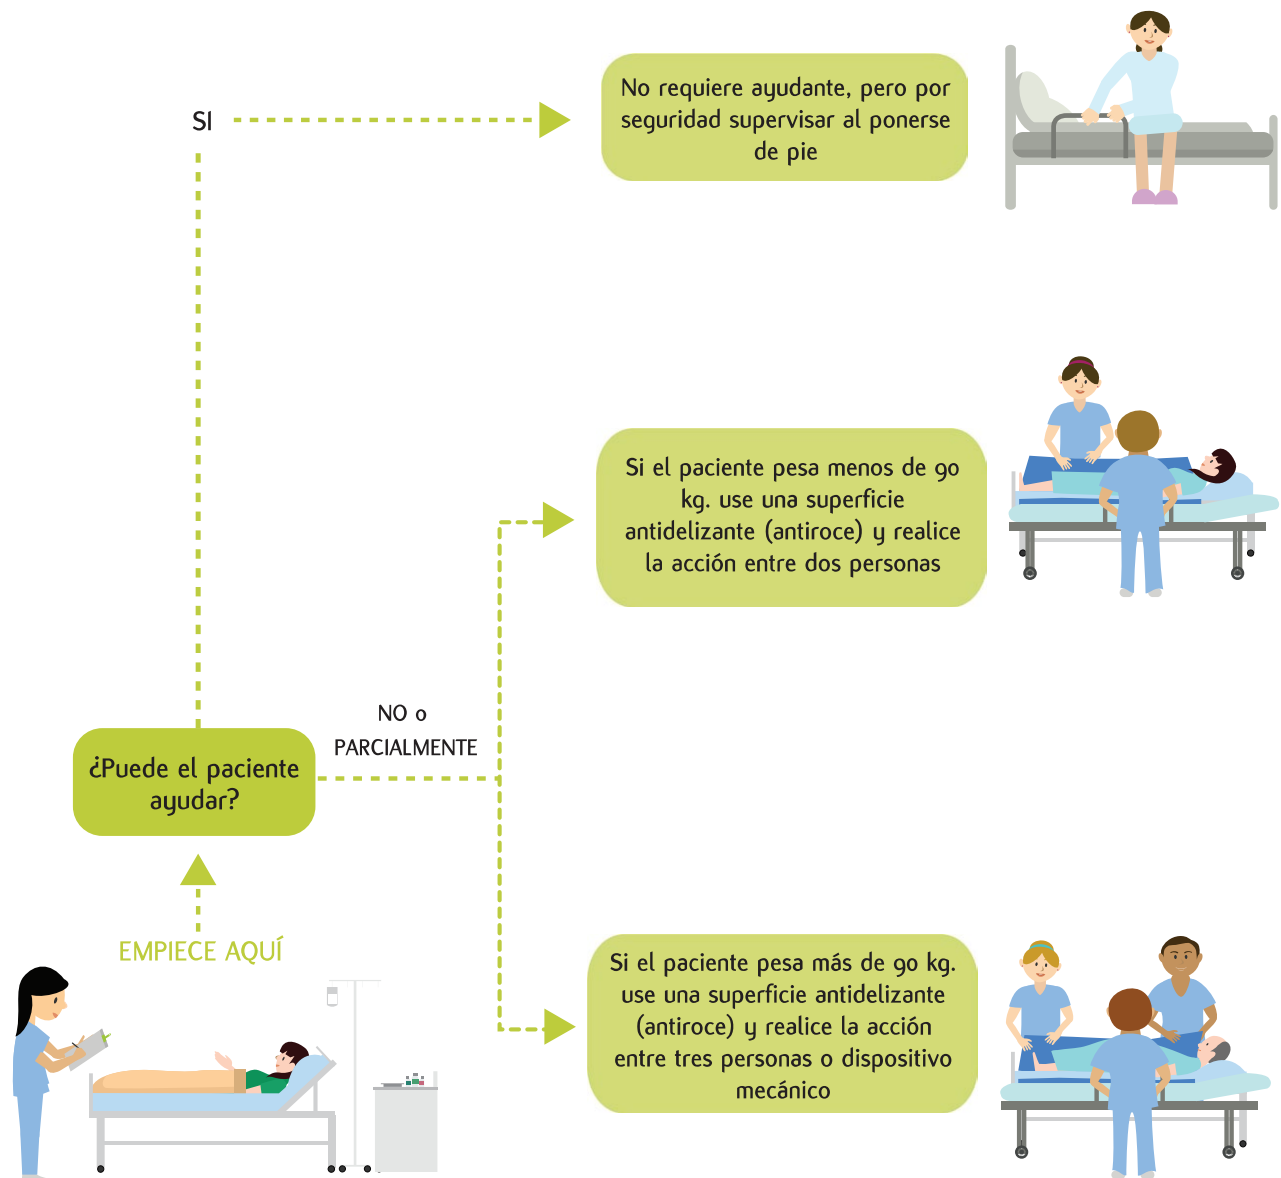 SI
No requiere ayudante, pero por
seguridad supervisar al ponerse
de pie
Si el paciente pesa menos de 90
kg. use una superficie
antidelizante (antiroce) y realice
la acción entre dos personas
NO o
PARCIALMENTE
¿Puede el paciente
ayudar?
EMPIECE AQUÍ
Si el paciente pesa más de 90 kg.
use una superficie antidelizante
(antiroce) y realice la acción
entre tres personas o dispositivo
mecánico